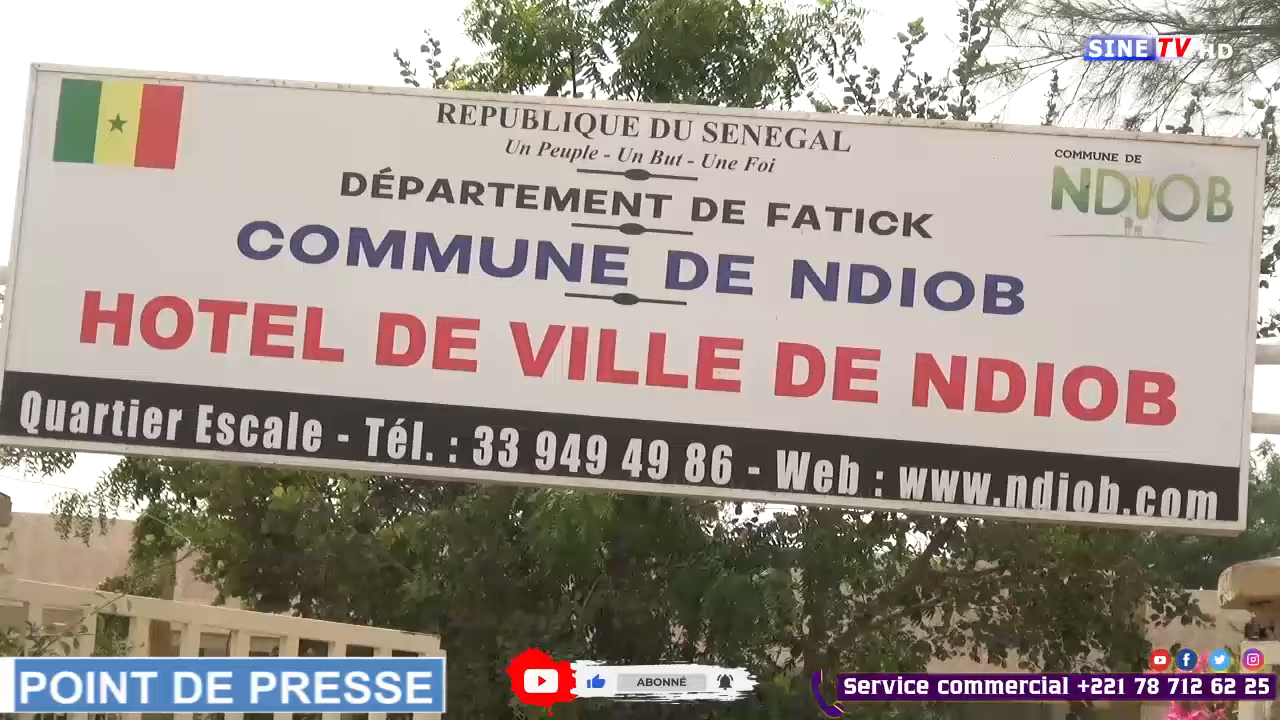 SINE TV HD
REPUBLIQUE DU SENEGAL
Un Peuple - Un But - Une Foi
DÉPARTEMENT DE FATICK
COMMUNE DE NDIOB
HOTEL DE VILLE DE NDIOB
Quartier Escale - Tél. : 33 949 49 86 - Web : www.ndiob.com
COMMUNE DE
NDIOB
POINT DE PRESSE
ABONNÉ
Service commercial +221 78 712 62 25